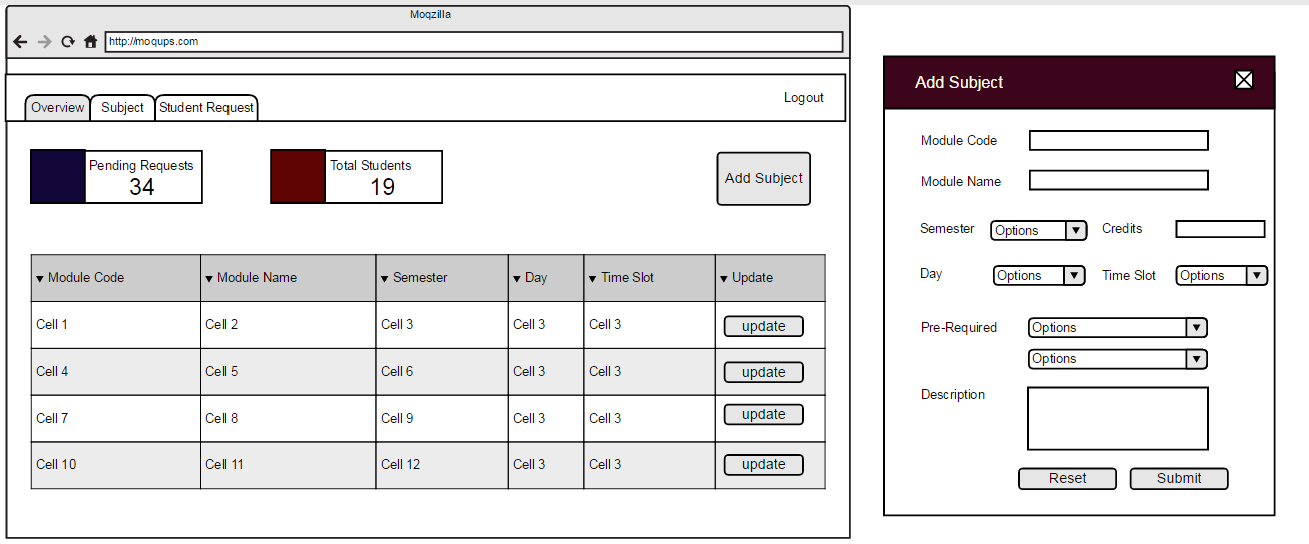 Moqzilla
http://moqups.com
Overview Subject Student Request Logout
Pending Requests
34
Total Students
19
Add Subject
Module Code Module Name Semester Day Time Slot Update
Cell 1 Cell 2 Cell 3 Cell 3 Cell 3 update
Cell 4 Cell 5 Cell 6 Cell 3 Cell 3 update
Cell 7 Cell 8 Cell 9 Cell 3 Cell 3 update
Cell 10 Cell 11 Cell 12 Cell 3 Cell 3 update
Add Subject
Module Code
Module Name
Semester Options Credits
Day Options Time Slot Options
Pre-Required Options
Options
Description
Reset Submit